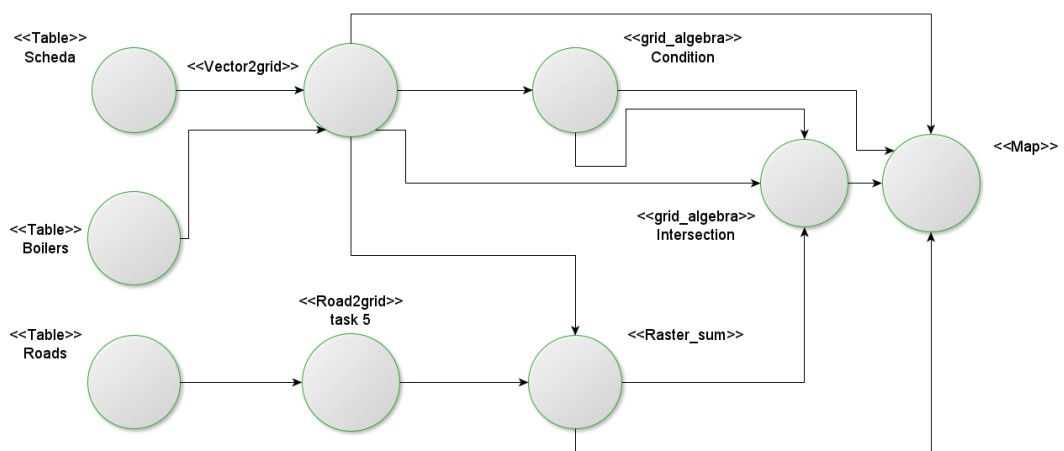 <<Table>>
Scheda
<<Vector2grid>>
<<grid_algebra>>
Condition
<<Map>>
<<Table>>
Boilers
<<grid_algebra>>
Intersection
<<Table>>
Roads
<<Road2grid>>
task 5
<<Raster_sum>>